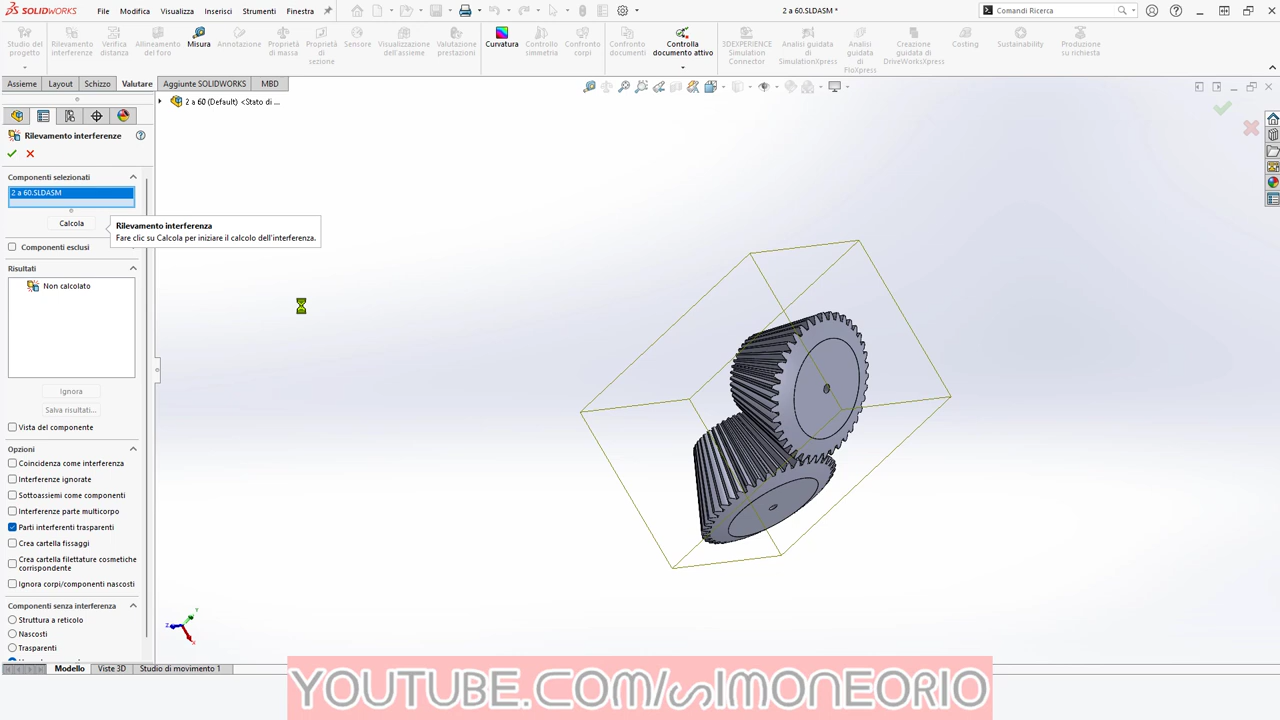 SOLIDWORKS
File
Modifica
Visualizza
Inserisci
Strumenti
Finestra
2 a 60.SLDASM *
Comandi Ricerca
Studio del progetto
Rilevamento interferenze
Verifica distanza
Allineamento del foro
Misura
Annotazione
Proprietà di massa
Proprietà di sezione
Sensore
Visualizzazione dell'assieme
Valutazione prestazioni
Curvatura
Controllo simmetria
Confronto corpi
Confronto documenti
Controlla documento attivo
3DEXPERIENCE Simulation Connector
Analisi guidata di SimulationXpress
Analisi guidata di FloXpress
Creazione guidata di DriveWorksXpress
Costing
Sustainability
Produzione su richiesta
Assieme
Layout
Schizzo
Valutare
Aggiunte SOLIDWORKS
MBD
2 a 60 (Default) <Stato di ...
Rilevamento interferenze
Componenti selezionati
2 a 60.SLDASM
Calcola
Rilevamento interferenza
Fare clic su Calcola per iniziare il calcolo dell'interferenza.
Componenti esclusi
Risultati
Non calcolato
Ignora
Salva risultati...
Vista del componente
Opzioni
Coincidenza come interferenza
Interferenze ignorate
Sottoassiemi come componenti
Interferenze parte multicorpo
Parti interferenti trasparenti
Crea cartella fissaggi
Crea cartella filettature cosmetiche
corrispondente
Ignora corpi/componenti nascosti
Componenti senza interferenza
Struttura a reticolo
Nascosti
Trasparenti
Modello
Viste 3D
Studio di movimento 1
YOUTUBE.COM/SIMONEORIO